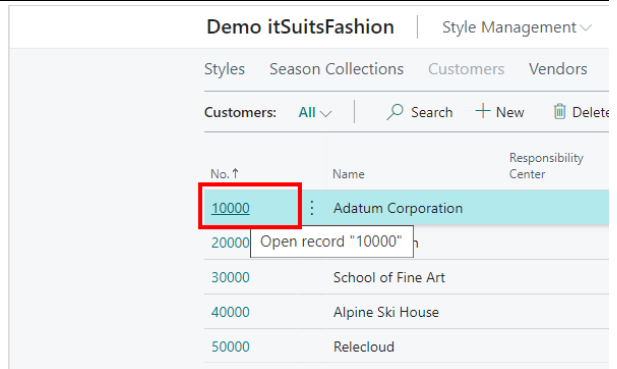 Demo itSuitsFashion Style Management
Styles Season Collections Customers Vendors
Customers: All Search + New Delete
Responsibility
No. ↑ Name Center
10000 Adatum Corporation
20000 Open record "10000"
30000 School of Fine Art
40000 Alpine Ski House
50000 Relecloud